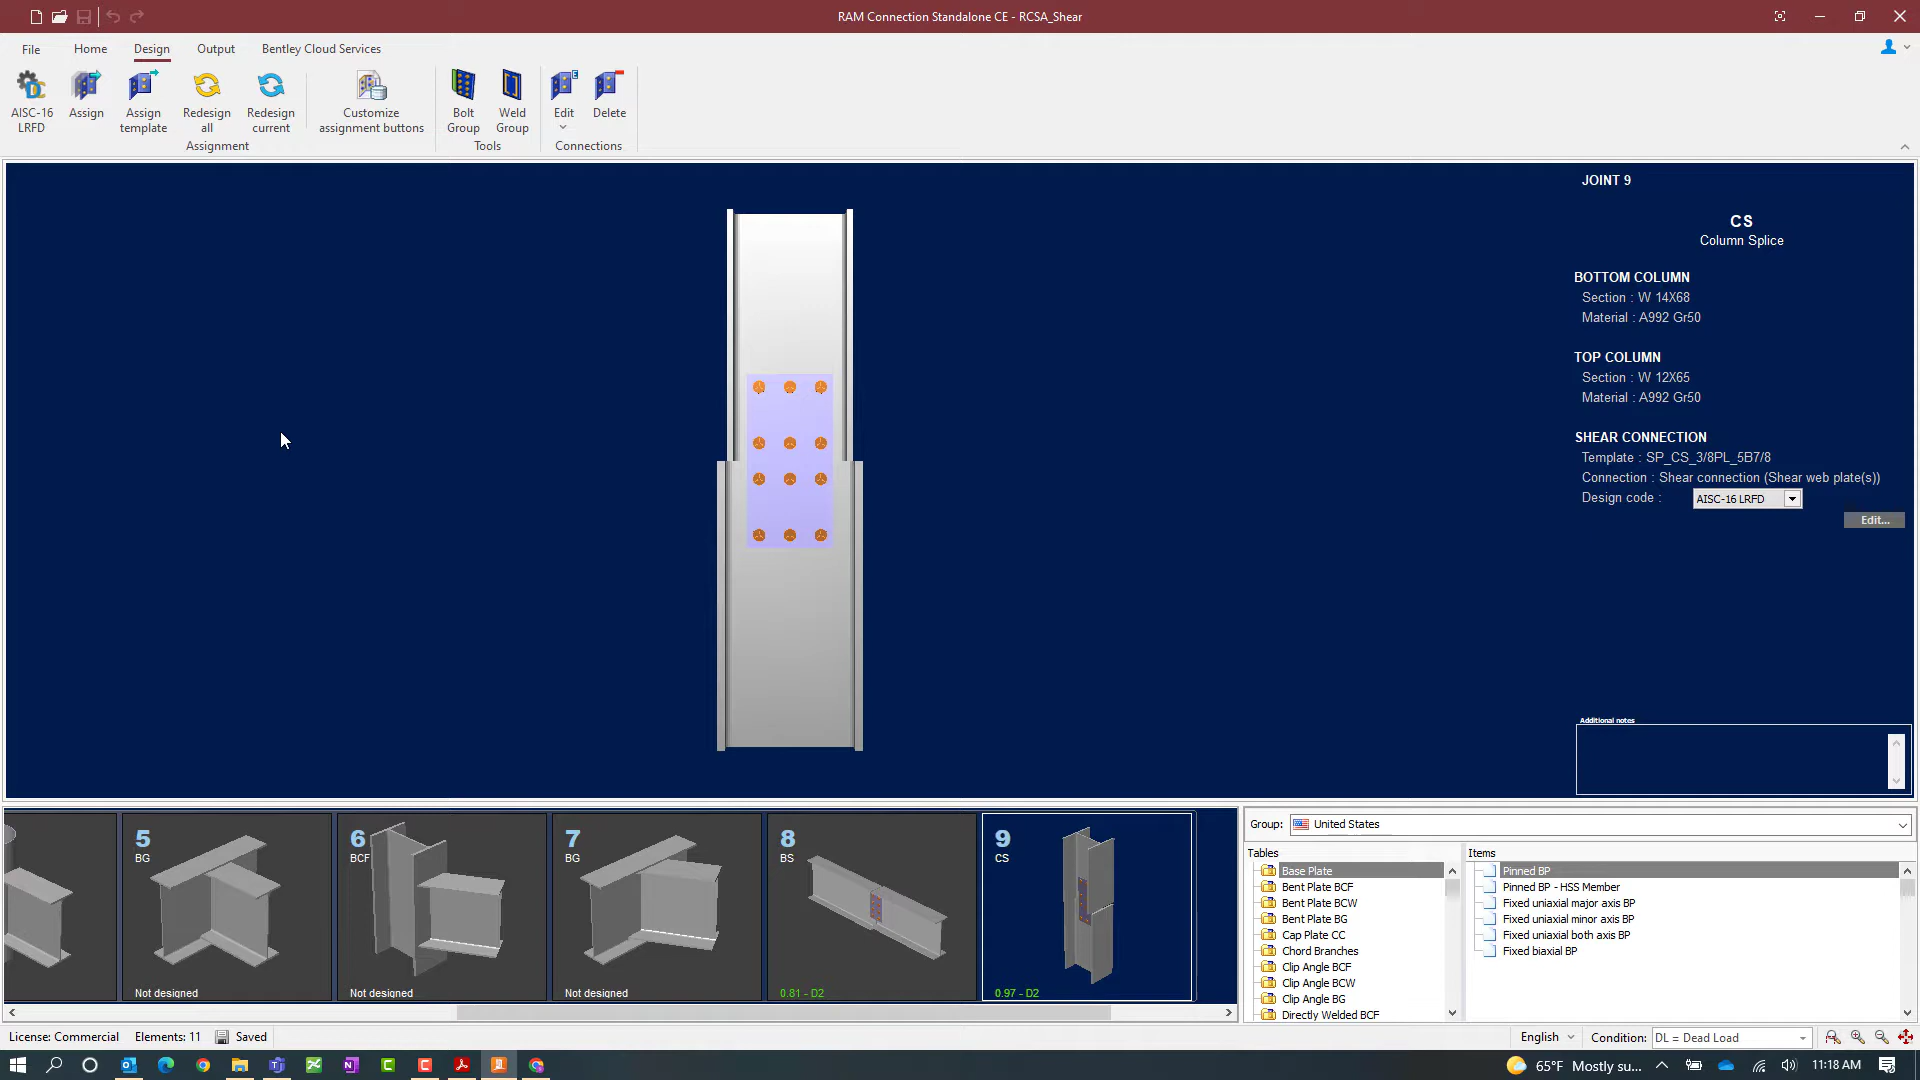 RAM Connection Standalone CE - RCSA_Shear
File
Home
Design
Output
Bentley Cloud Services
AISC-16
LRFD
Assign
Assign
template
Redesign
all
Redesign
current
Customize
assignment buttons
Bolt
Group
Weld
Group
Edit
Delete
Assignment
Tools
Connections
JOINT 9
CS
Column Splice
BOTTOM COLUMN
Section : W 14X68
Material : A992 Gr50
TOP COLUMN
Section : W 12X65
Material : A992 Gr50
SHEAR CONNECTION
Template : SP_CS_3/8PL_5B7/8
Connection : Shear connection (Shear web plate(s))
Design code :
AISC-16 LRFD
Edit...
Additional notes
5
BG
Not designed
6
BCF
Not designed
7
BG
Not designed
8
BS
0.81 - D2
9
CS
0.97 - D2
Group:
United States
Tables
Base Plate
Bent Plate BCF
Bent Plate BCW
Bent Plate BG
Cap Plate CC
Chord Branches
Clip Angle BCF
Clip Angle BCW
Clip Angle BG
Directly Welded BCF
Items
Pinned BP
Pinned BP - HSS Member
Fixed uniaxial major axis BP
Fixed uniaxial minor axis BP
Fixed uniaxial both axis BP
Fixed biaxial BP
License: Commercial
Elements: 11
Saved
English
Condition:
DL = Dead Load
65°F Mostly su...
11:18 AM